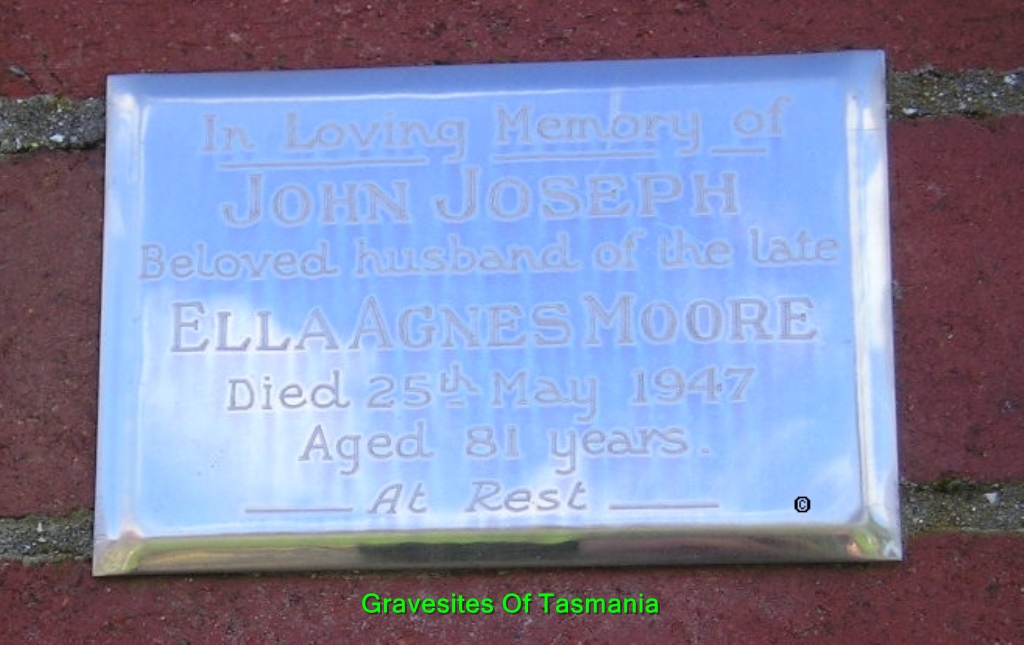 In Loving Memory of
JOHN JOSEPH
Beloved husband of the late
ELLA AGNES MOORE
Died 25th May 1947
Aged 81 years.
At Rest
©
Gravesites Of Tasmania